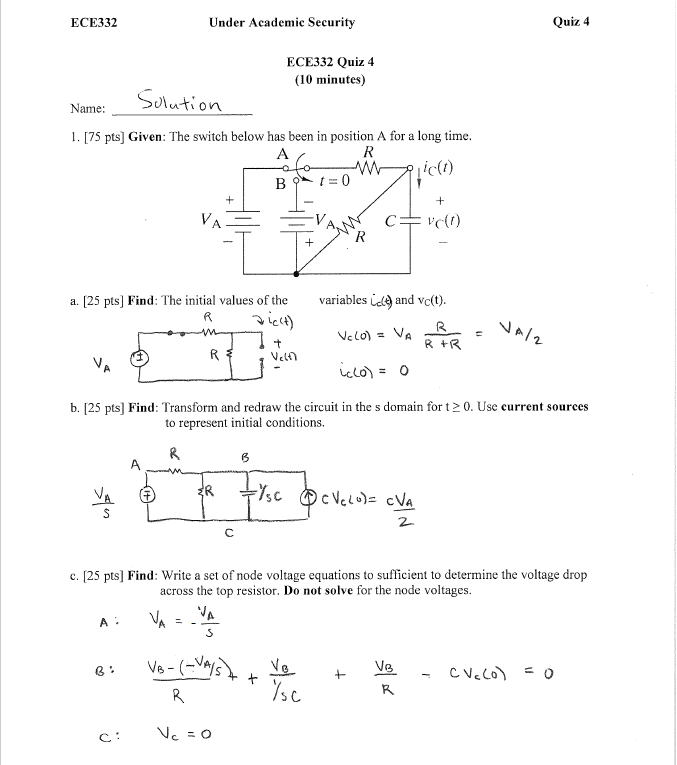 ECE332 Under Academic Security Quiz 4
ECE332 Quiz 4
(10 minutes)
Name: Solution
1. [75 pts] Given: The switch below has been in position A for a long time.
A R
iC(t)
B t = 0
+ − +
VA VA R C vC(t)
− + −
a. [25 pts] Find: The initial values of the variables ic(t) and vC(t).
R ic(t)
Vc(0) = VA R/(R+R) = VA/2
+
R Vc(t)
−
VA
ic(0) = 0
b. [25 pts] Find: Transform and redraw the circuit in the s domain for t ≥ 0. Use current sources
to represent initial conditions.
A R B
VA/s R 1/sC CVc(0) = CVA/2
C
c. [25 pts] Find: Write a set of node voltage equations to sufficient to determine the voltage drop
across the top resistor. Do not solve for the node voltages.
A: VA = - VA/s
B: VB-(-VA/s)/R + VB/(1/sC) + VB/R - CVc(0) = 0
C: Vc = 0